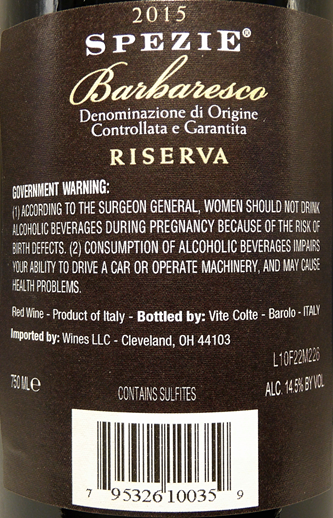 2015
SPEZIE®
Barbaresco
Denominazione di Origine
Controllata e Garantita
RISERVA
GOVERNMENT WARNING:
(1) ACCORDING TO THE SURGEON GENERAL, WOMEN SHOULD NOT DRINK
ALCOHOLIC BEVERAGES DURING PREGNANCY BECAUSE OF THE RISK OF
BIRTH DEFECTS. (2) CONSUMPTION OF ALCOHOLIC BEVERAGES IMPAIRS
YOUR ABILITY TO DRIVE A CAR OR OPERATE MACHINERY, AND MAY CAUSE
HEALTH PROBLEMS.
Red Wine - Product of Italy - Bottled by: Vite Colte - Barolo - ITALY
Imported by: Wines LLC - Cleveland, OH 44103
L10F22M226
750 ML℮
CONTAINS SULFITES
ALC. 14.5% BY VOL
7 95326 10035 9